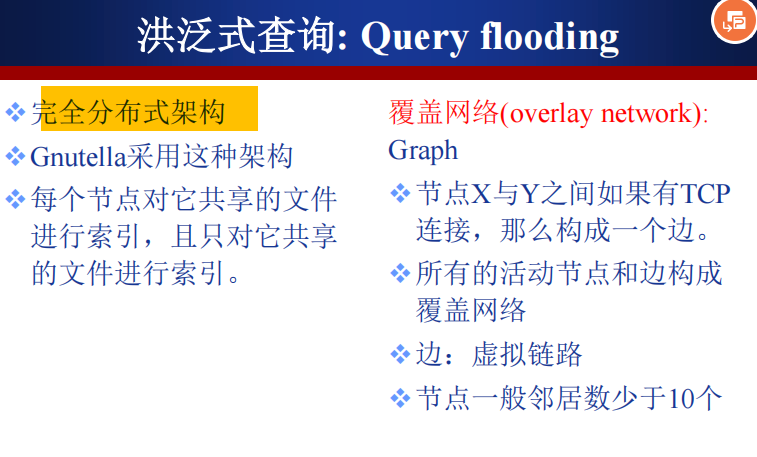 洪泛式查询: Query flooding
完全分布式架构
Gnutella采用这种架构
每个节点对它共享的文件
进行索引，且只对它共享
的文件进行索引。
覆盖网络(overlay network):
Graph
节点X与Y之间如果有TCP
连接，那么构成一个边。
所有的活动节点和边构成
覆盖网络
边：虚拟链路
节点一般邻居数少于10个